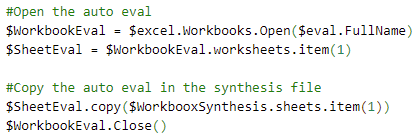 #Open the auto eval
$WorkbookEval = $excel.Workbooks.Open($eval.FullName)
$SheetEval = $WorkbookEval.worksheets.item(1)
#Copy the auto eval in the synthesis file
$SheetEval.copy($WorkbooxSynthesis.sheets.item(1))
$WorkbookEval.Close()